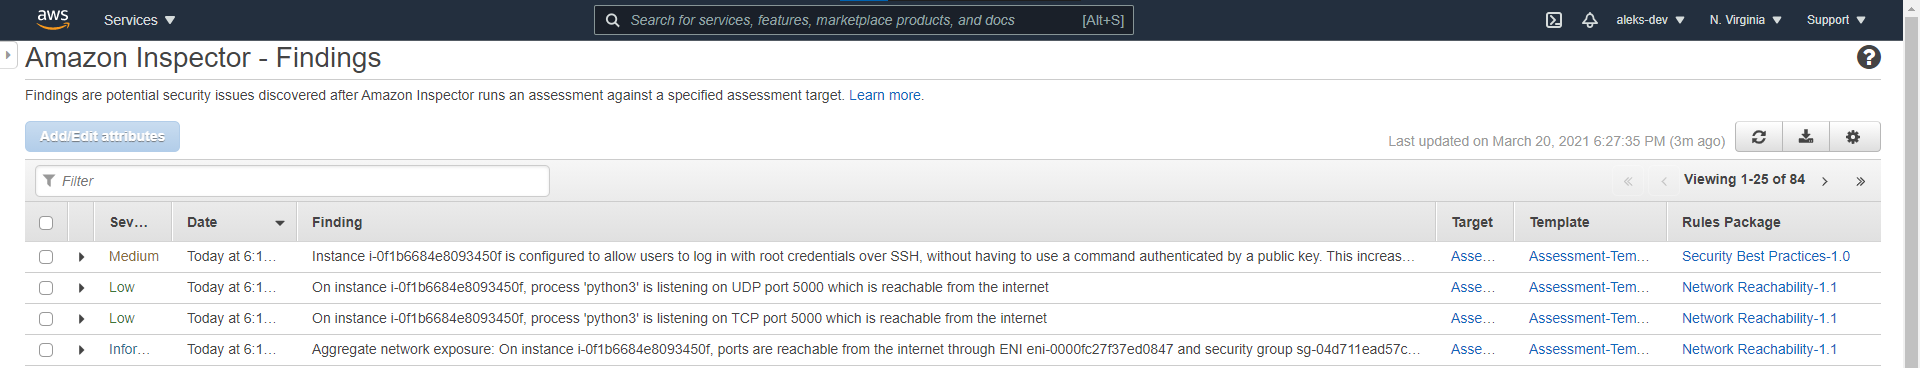 aws Services Search for services, features, marketplace products, and docs [Alt+S] aleks-dev N. Virginia Support
Amazon Inspector - Findings
Findings are potential security issues discovered after Amazon Inspector runs an assessment against a specified assessment target. Learn more.
Add/Edit attributes Last updated on March 20, 2021 6:27:35 PM (3m ago)
Filter « ‹ Viewing 1-25 of 84 › »
Sev... Date Finding Target Template Rules Package
Medium Today at 6:1... Instance i-0f1b6684e8093450f is configured to allow users to log in with root credentials over SSH, without having to use a command authenticated by a public key. This increas... Asse... Assessment-Tem... Security Best Practices-1.0
Low Today at 6:1... On instance i-0f1b6684e8093450f, process 'python3' is listening on UDP port 5000 which is reachable from the internet Asse... Assessment-Tem... Network Reachability-1.1
Low Today at 6:1... On instance i-0f1b6684e8093450f, process 'python3' is listening on TCP port 5000 which is reachable from the internet Asse... Assessment-Tem... Network Reachability-1.1
Infor... Today at 6:1... Aggregate network exposure: On instance i-0f1b6684e8093450f, ports are reachable from the internet through ENI eni-0000fc27f37ed0847 and security group sg-04d711ead57c... Asse... Assessment-Tem... Network Reachability-1.1